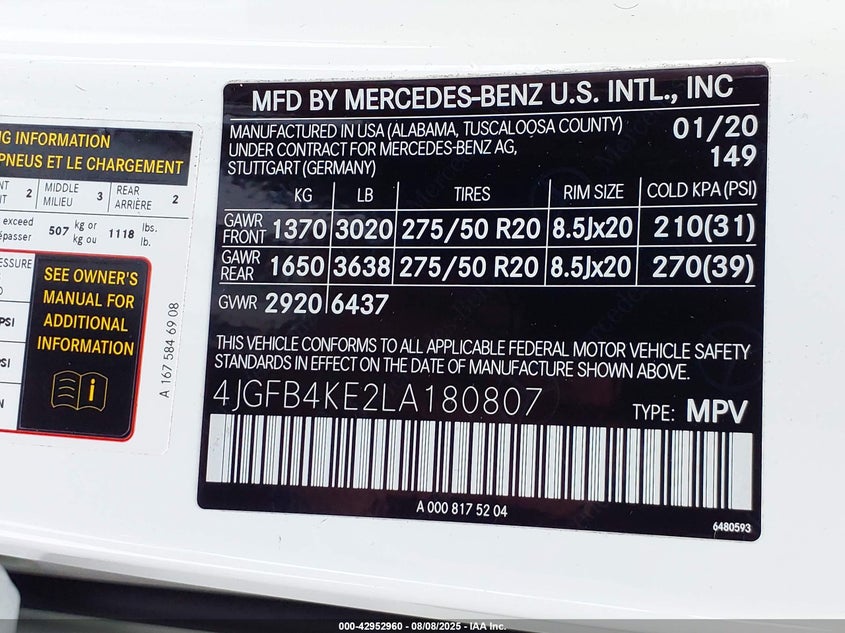 NG INFORMATION
PNEUS ET LE CHARGEMENT
2 MIDDLE MILIEU 3 REAR ARRIÈRE 2
exceed 507 kg or kg ou 1118 lbs. lb.
SEE OWNER'S
MANUAL FOR
ADDITIONAL
INFORMATION
A 167 584 69 08
MFD BY MERCEDES-BENZ U.S. INTL., INC
MANUFACTURED IN USA (ALABAMA, TUSCALOOSA COUNTY) 01/20
UNDER CONTRACT FOR MERCEDES-BENZ AG, 149
STUTTGART (GERMANY)
KG LB TIRES RIM SIZE COLD KPA (PSI)
GAWR FRONT 1370 3020 275/50 R20 8.5Jx20 210(31)
GAWR REAR 1650 3638 275/50 R20 8.5Jx20 270(39)
GVWR 2920 6437
THIS VEHICLE CONFORMS TO ALL APPLICABLE FEDERAL MOTOR VEHICLE SAFETY
STANDARDS IN EFFECT ON THE DATE OF MANUFACTURE SHOWN ABOVE.
4JGFB4KE2LA180807 TYPE: MPV
A 000 817 52 04
6480593
000-42952960 - 08/08/2025 - IAA Inc.